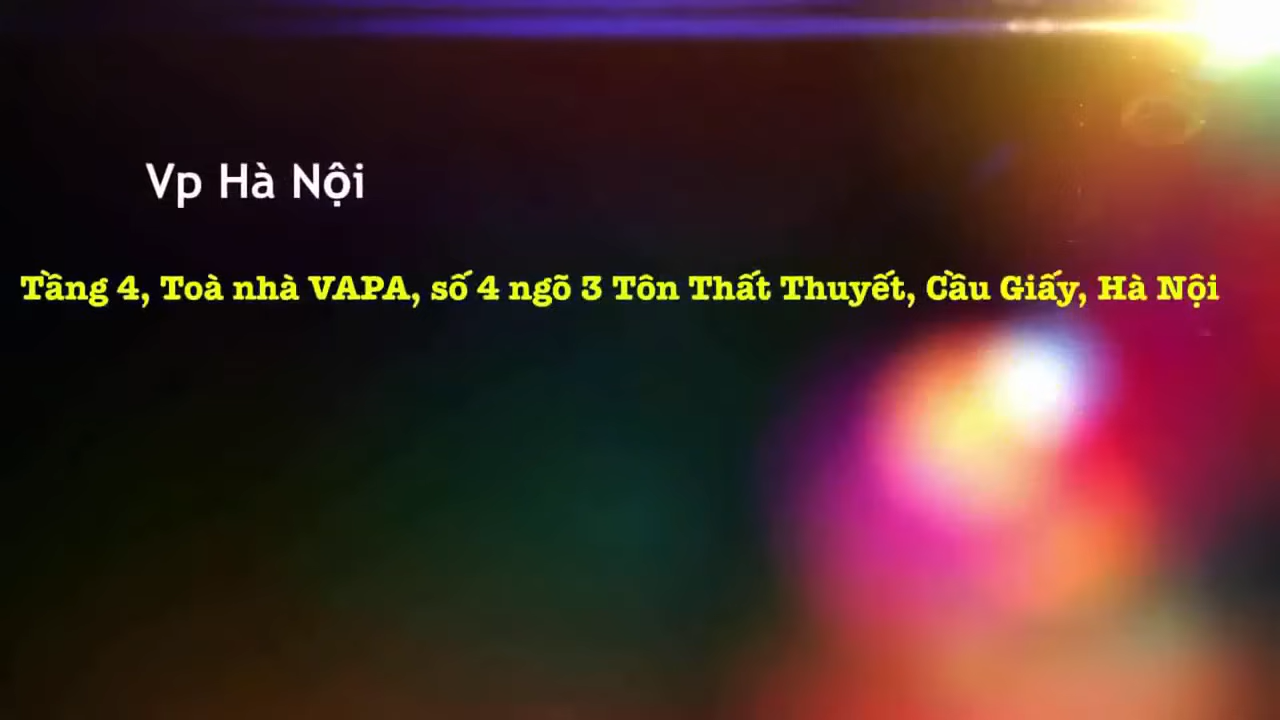 Vp Hà Nội
Tầng 4, Toà nhà VAPA, số 4 ngõ 3 Tôn Thất Thuyết, Cầu Giấy, Hà Nội